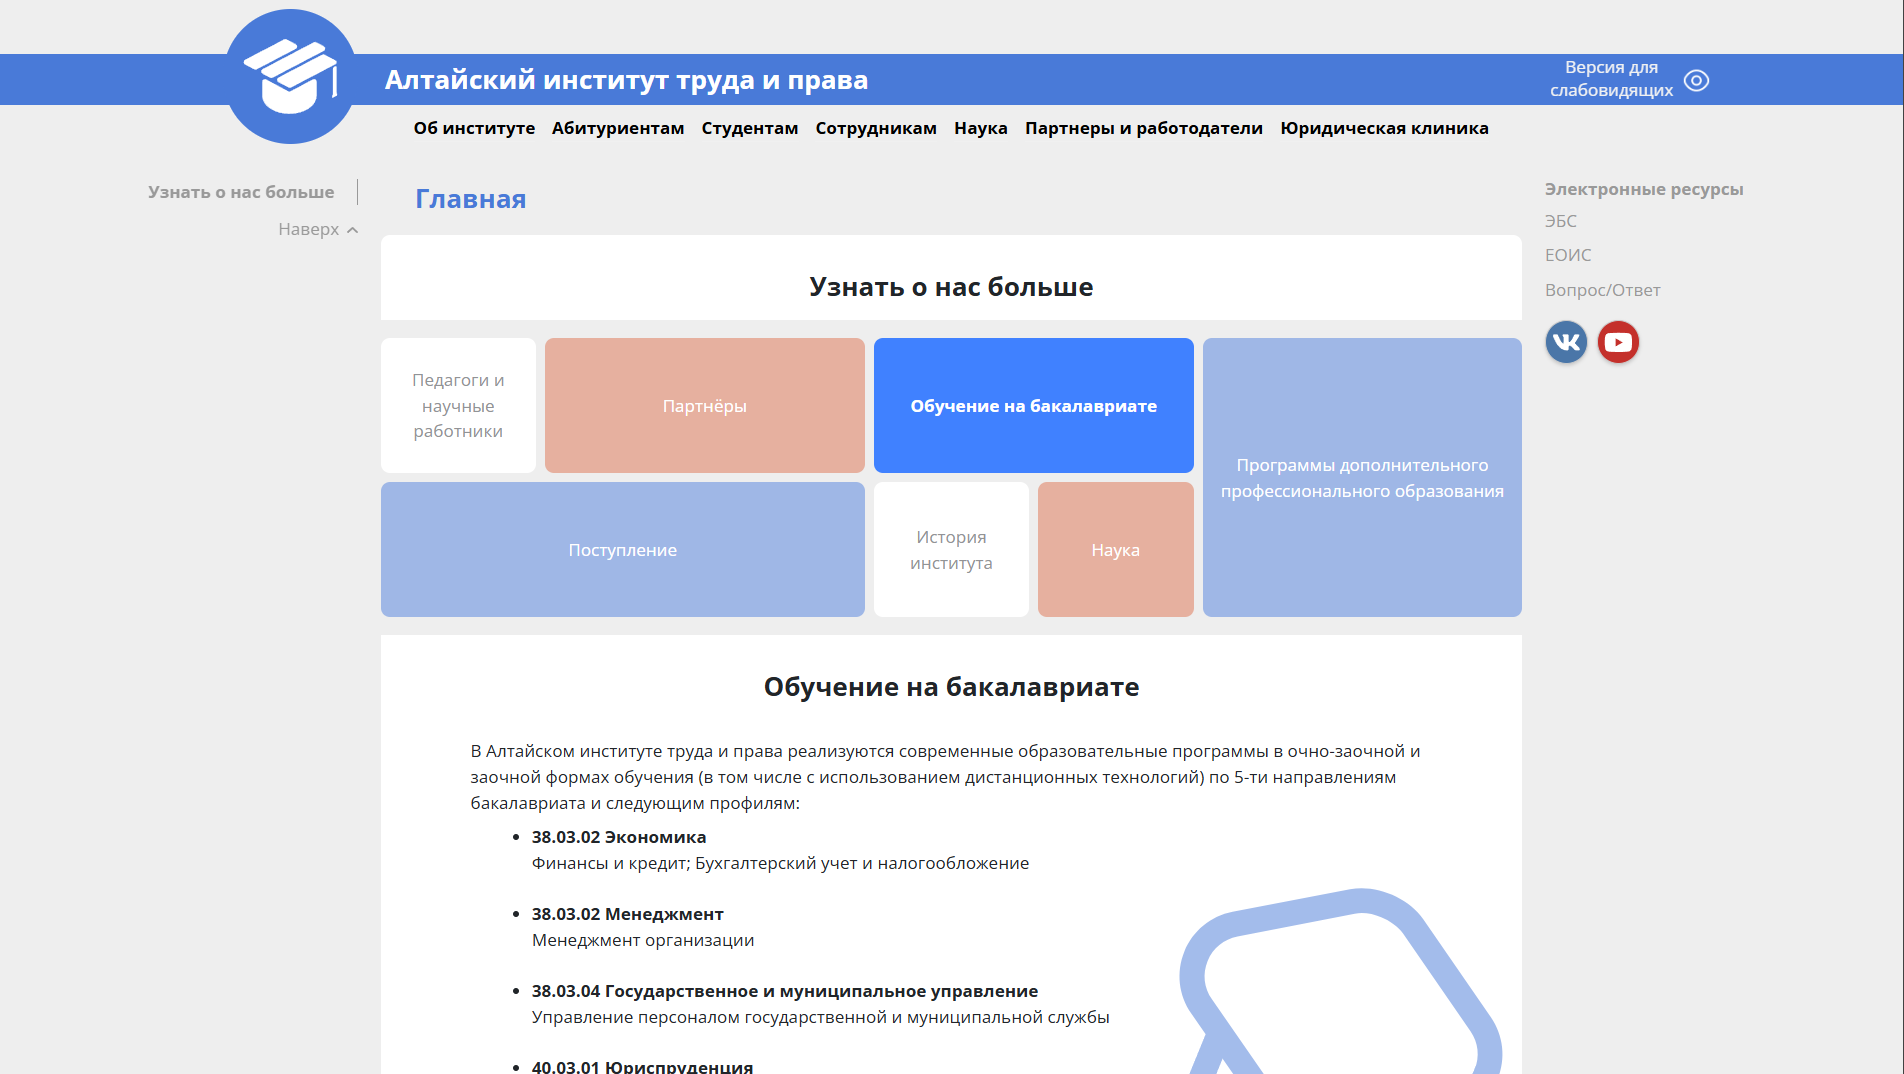 Алтайский институт труда и права
Версия для
слабовидящих
Об институте Абитуриентам Студентам Сотрудникам Наука Партнеры и работодатели Юридическая клиника
Узнать о нас больше
Наверх
Главная
Узнать о нас больше
Педагоги и
научные
работники
Партнёры
Обучение на бакалавриате
Программы дополнительного
профессионального образования
Поступление
История
института
Наука
Обучение на бакалавриате
В Алтайском институте труда и права реализуются современные образовательные программы в очно-заочной и
заочной формах обучения (в том числе с использованием дистанционных технологий) по 5-ти направлениям
бакалавриата и следующим профилям:
38.03.02 Экономика
Финансы и кредит; Бухгалтерский учет и налогообложение
38.03.02 Менеджмент
Менеджмент организации
38.03.04 Государственное и муниципальное управление
Управление персоналом государственной и муниципальной службы
40.03.01 Юриспруденция
Электронные ресурсы
ЭБС
ЕОИС
Вопрос/Ответ